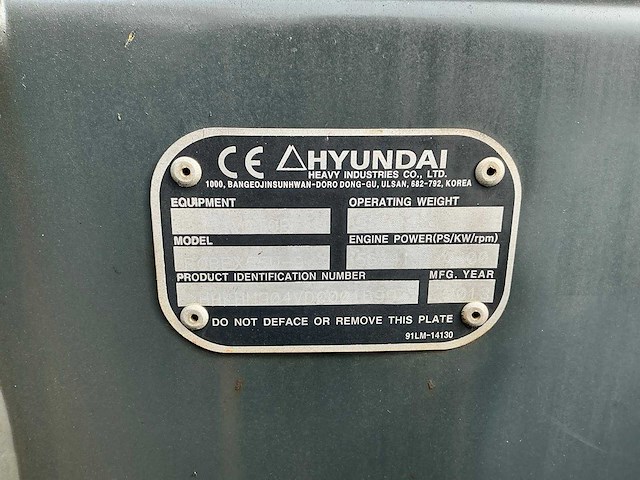 CE HYUNDAI
HEAVY INDUSTRIES CO., LTD.
1000, BANGEOJINSUNHWAN-DORO DONG-GU, ULSAN, 682-792, KOREA
EQUIPMENT OPERATING WEIGHT
MODEL ENGINE POWER(PS/KW/rpm)
PRODUCT IDENTIFICATION NUMBER MFG. YEAR
DO NOT DEFACE OR REMOVE THIS PLATE
91LM-14130